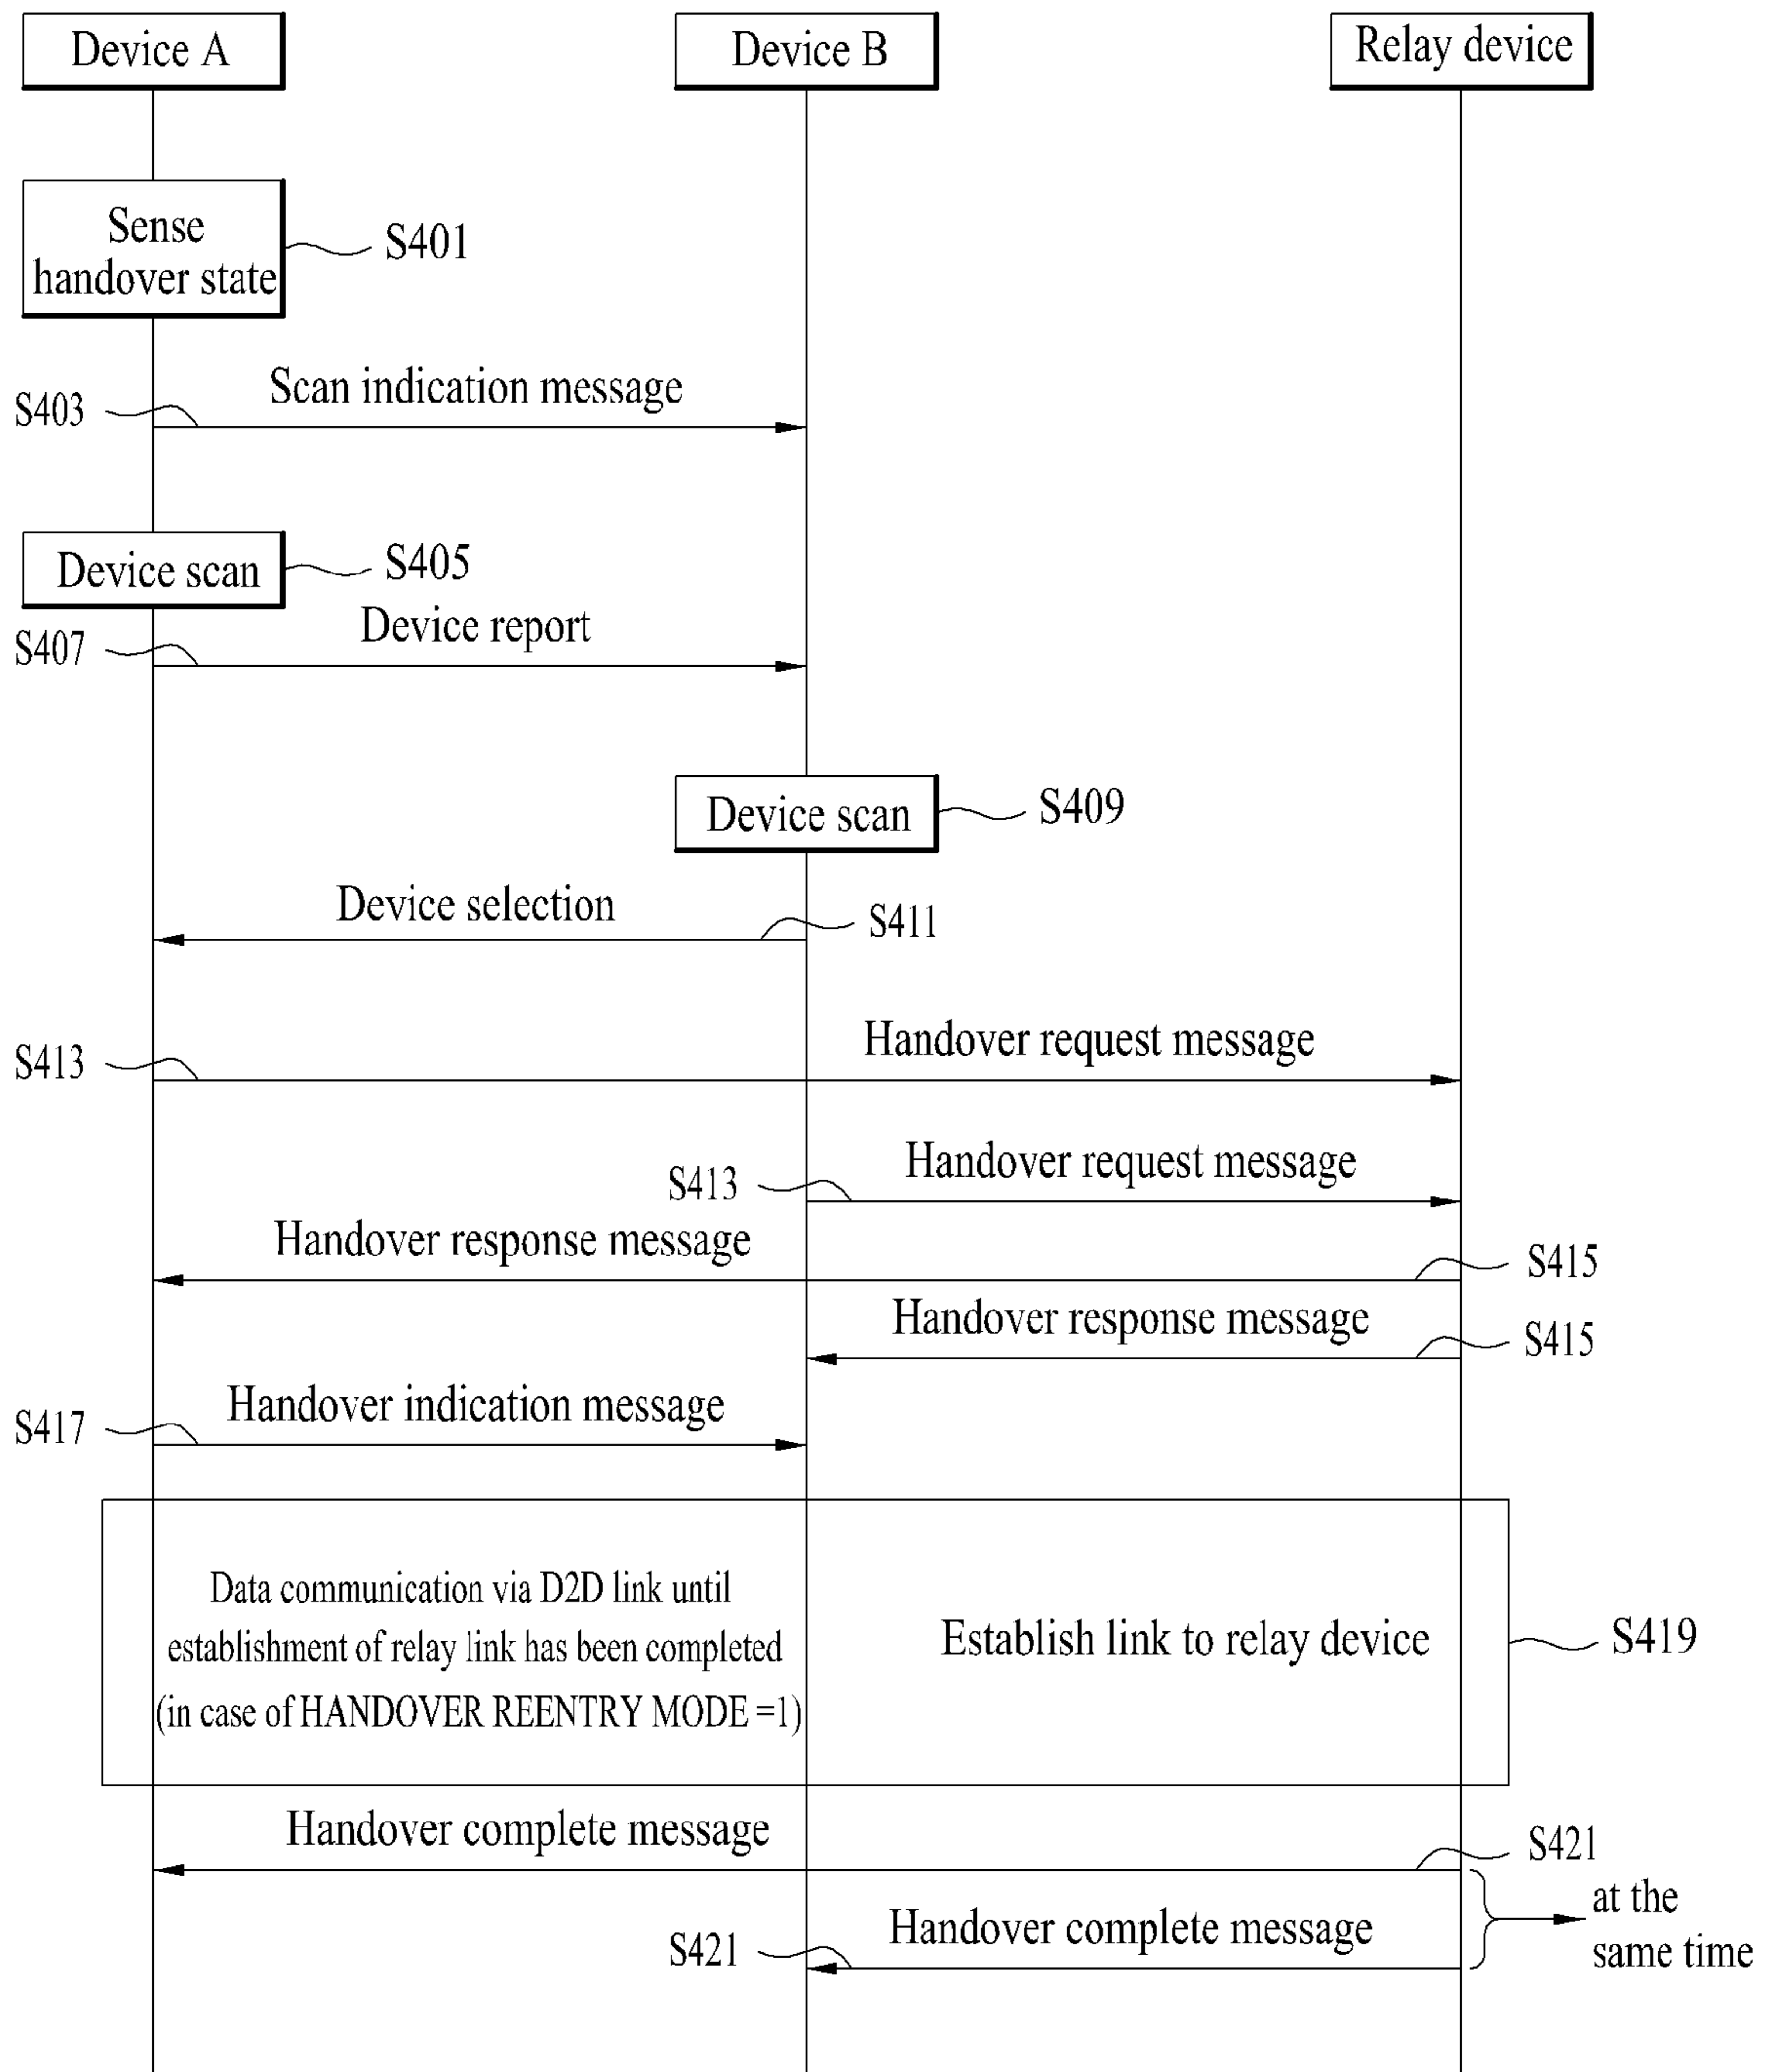 Device A
Device B
Relay device
Sense
handover state
S401
Scan indication message
S403
Device scan
S405
Device report
S407
Device scan
S409
Device selection
S411
Handover request message
S413
Handover request message
S413
Handover response message
S415
Handover response message
S415
Handover indication message
S417
Data communication via D2D link until
establishment of relay link has been completed
(in case of HANDOVER REENTRY MODE =1)
Establish link to relay device
S419
Handover complete message
S421
at the
same time
Handover complete message
S421